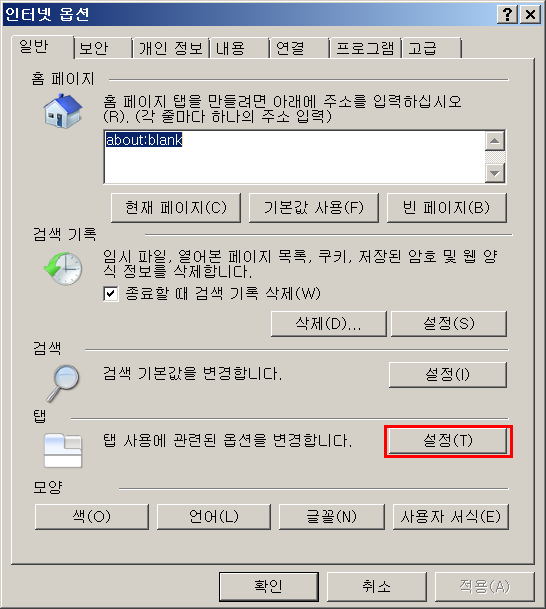 인터넷 옵션
일반 보안 개인 정보 내용 연결 프로그램 고급
홈 페이지
홈 페이지 탭을 만들려면 아래에 주소를 입력하십시오
(R). (각 줄마다 하나의 주소 입력)
about:blank
현재 페이지(C) 기본값 사용(F) 빈 페이지(B)
검색 기록
임시 파일, 열어본 페이지 목록, 쿠키, 저장된 암호 및 웹 양
식 정보를 삭제합니다.
종료할 때 검색 기록 삭제(W)
삭제(D)... 설정(S)
검색
검색 기본값을 변경합니다. 설정(I)
탭
탭 사용에 관련된 옵션을 변경합니다. 설정(T)
모양
색(O) 언어(L) 글꼴(N) 사용자 서식(E)
확인 취소 적용(A)